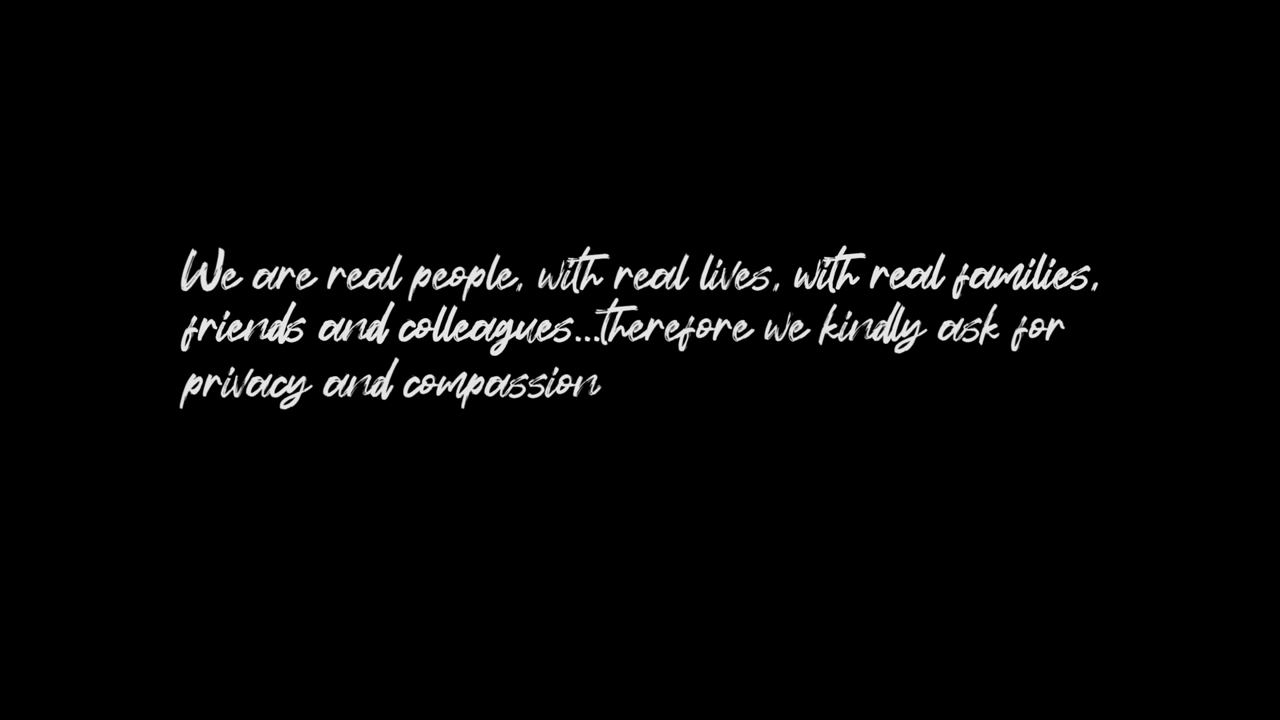 We are real people, with real lives, with real families,
friends and colleagues...therefore we kindly ask for
privacy and compassion